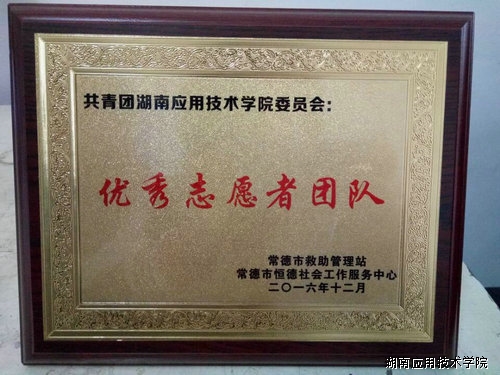 共青团湖南应用技术学院委员会：
优秀志愿者团队
常德市救助管理站
常德市恒德社会工作服务中心
二〇一六年十二月
湖南应用技术学院